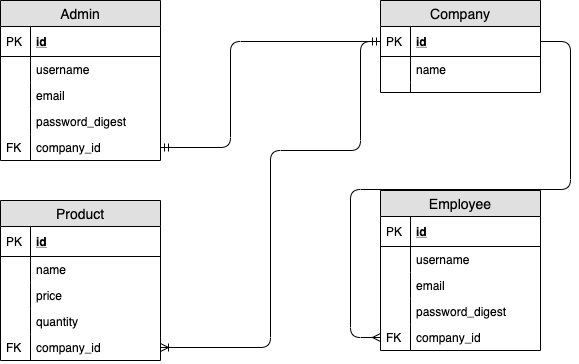 Admin
PK id
username
email
password_digest
FK company_id
Company
PK id
name
Product
PK id
name
price
quantity
FK company_id
Employee
PK id
username
email
password_digest
FK company_id